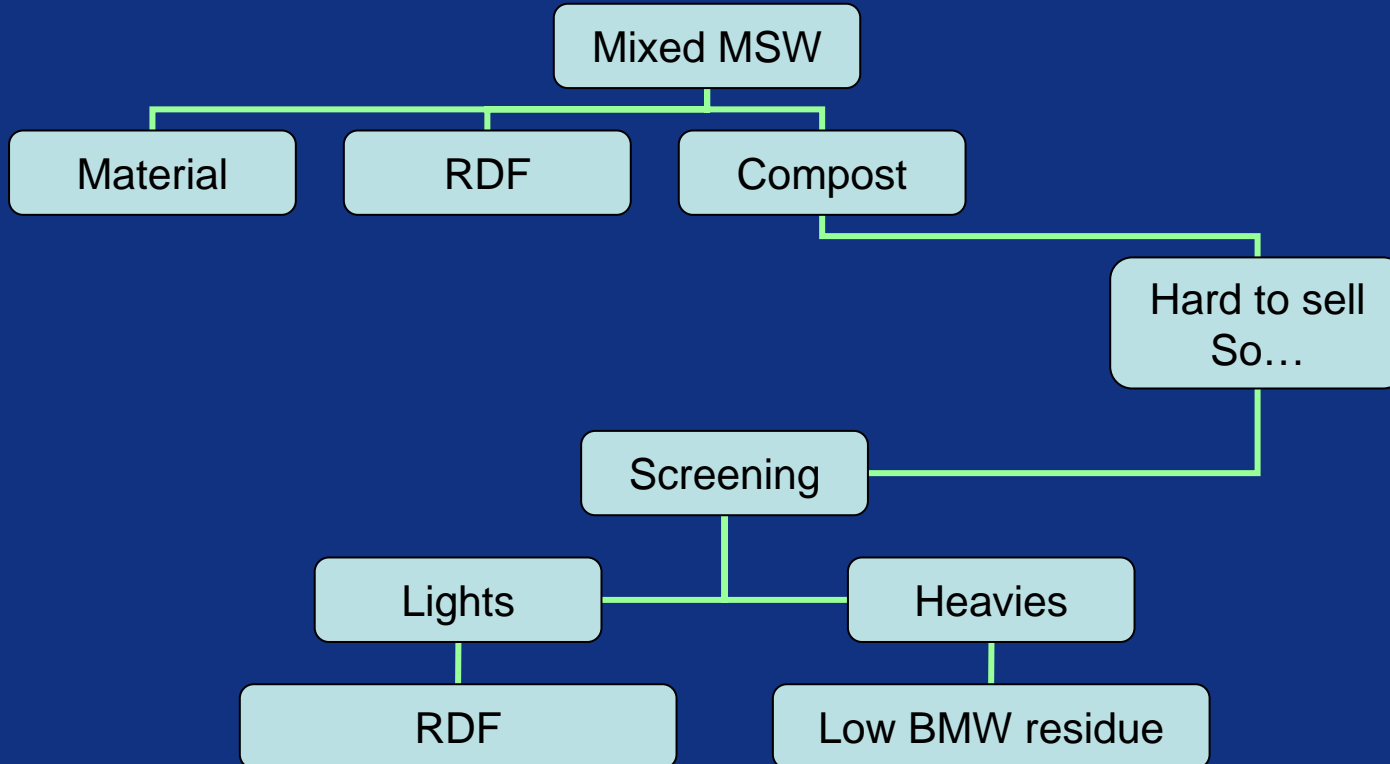 Mixed MSW
Material
RDF
Compost
Hard to sell
So…
Screening
Lights
Heavies
RDF
Low BMW residue